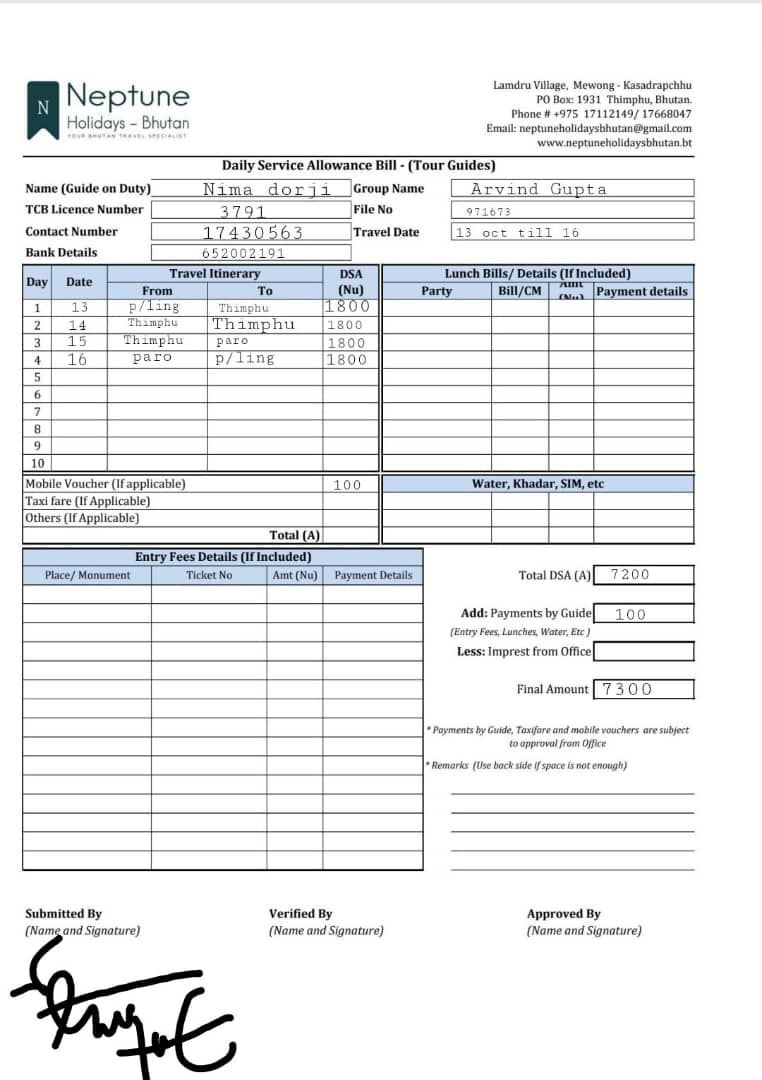 N Neptune
Holidays – Bhutan
YOUR BHUTAN TRAVEL SPECIALIST
Lamdru Village, Mewong - Kasadrapchhu
PO Box: 1931 Thimphu, Bhutan.
Phone # +975 17112149/ 17668047
Email: neptuneholidaysbhutan@gmail.com
www.neptuneholidaysbhutan.bt
Daily Service Allowance Bill - (Tour Guides)
Name (Guide on Duty) Nima dorji Group Name Arvind Gupta
TCB Licence Number 3791 File No 971673
Contact Number 17430563 Travel Date 13 oct till 16
Bank Details 652002191
Day Date Travel Itinerary DSA (Nu) Lunch Bills/ Details (If Included)
From To Party Bill/CM Amt (Nu) Payment details
1 13 p/ling Thimphu 1800
2 14 Thimphu Thimphu 1800
3 15 Thimphu paro 1800
4 16 paro p/ling 1800
5
6
7
8
9
10
Mobile Voucher (If applicable) 100 Water, Khadar, SIM, etc
Taxi fare (If Applicable)
Others (If Applicable)
Total (A)
Entry Fees Details (If Included)
Place/ Monument Ticket No Amt (Nu) Payment Details
Total DSA (A) 7200
Add: Payments by Guide 100
(Entry Fees, Lunches, Water, Etc )
Less: Imprest from Office
Final Amount 7300
* Payments by Guide, Taxifare and mobile vouchers are subject
to approval from Office
* Remarks (Use back side if space is not enough)
Submitted By Verified By Approved By
(Name and Signature) (Name and Signature) (Name and Signature)